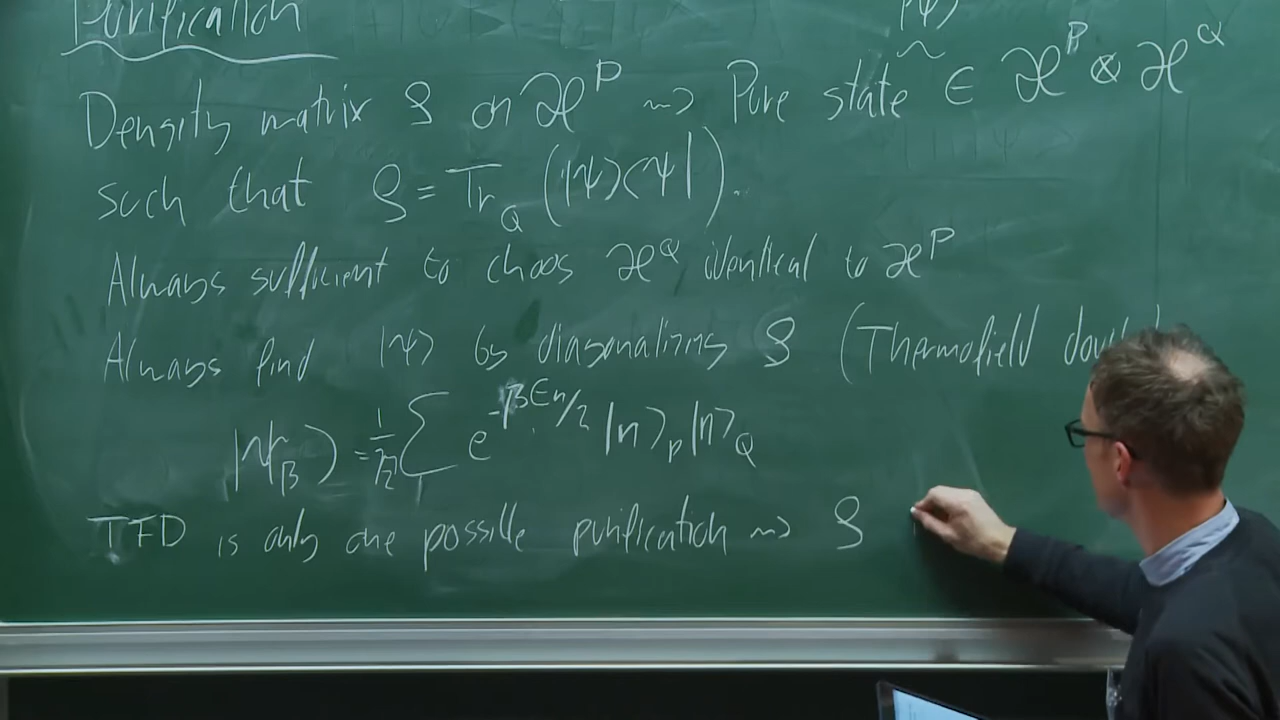 Purification
Density matrix ρ on ℋ^P ⇝ Pure state |ψ⟩ ∈ ℋ^P ⊗ ℋ^Q
such that ρ = Tr_Q (|ψ⟩⟨ψ|).
Always sufficient to choos ℋ^Q identical to ℋ^P
Always find |ψ⟩ by diagonalizing ρ (Thermofield
|ψ_β⟩ = 1/√Z ∑ e^{-βE_n/2} |n⟩_P |n⟩_Q
TFD is only one possible purification ⇝ ρ